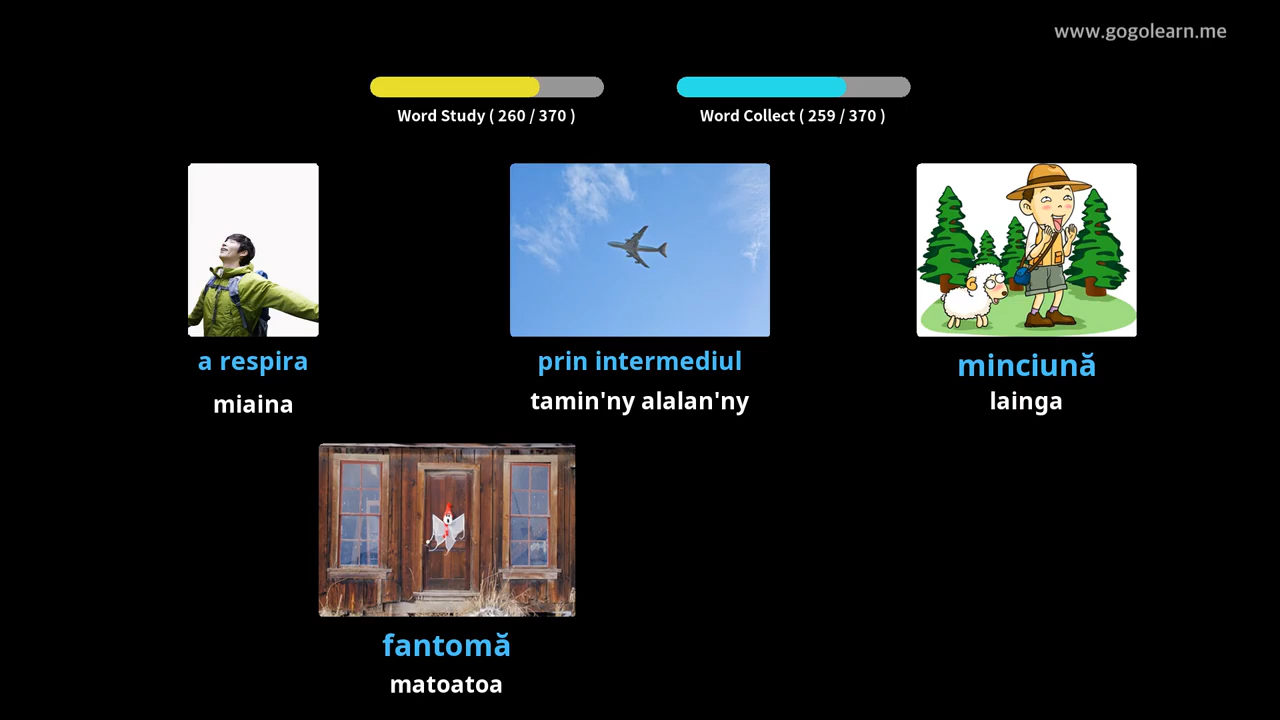 www.gogolearn.me
Word Study ( 260 / 370 )
Word Collect ( 259 / 370 )
a respira
miaina
prin intermediul
tamin'ny alalan'ny
minciună
lainga
fantomă
matoatoa